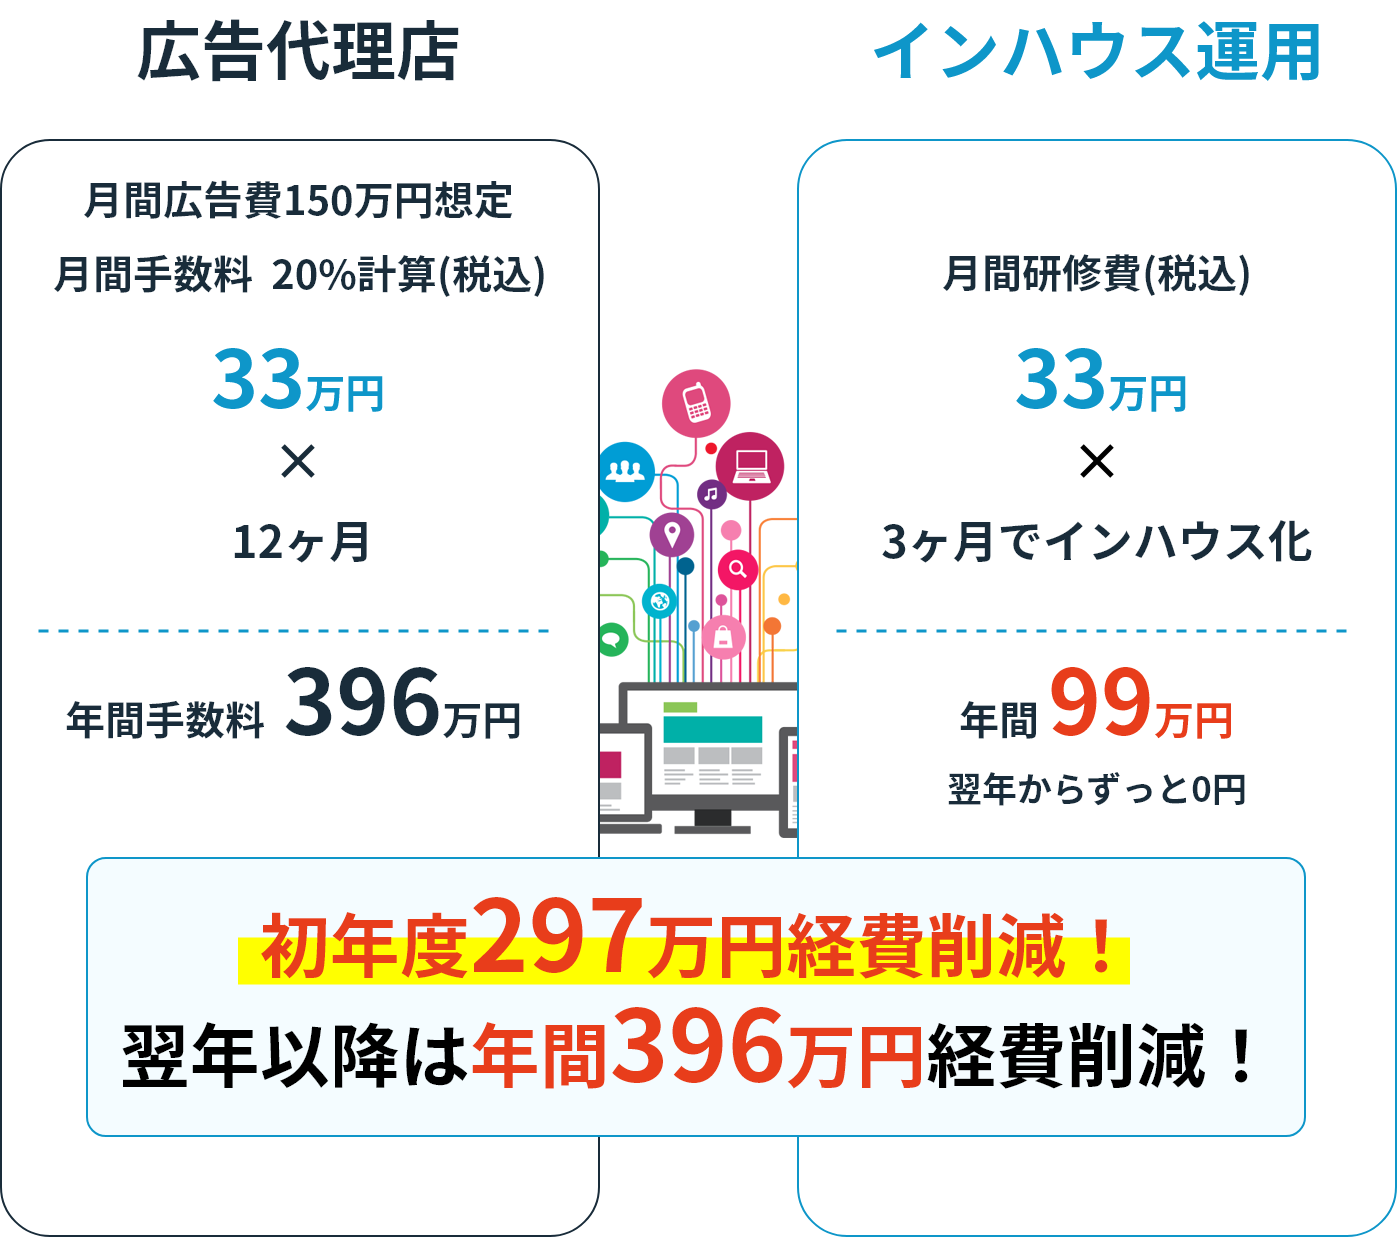 広告代理店
インハウス運用
月間広告費150万円想定
月間手数料 20%計算(税込)
33万円
×
12ヶ月
年間手数料 396万円
月間研修費(税込)
33万円
×
3ヶ月でインハウス化
年間 99万円
翌年からずっと0円
初年度297万円経費削減！
翌年以降は年間396万円経費削減！